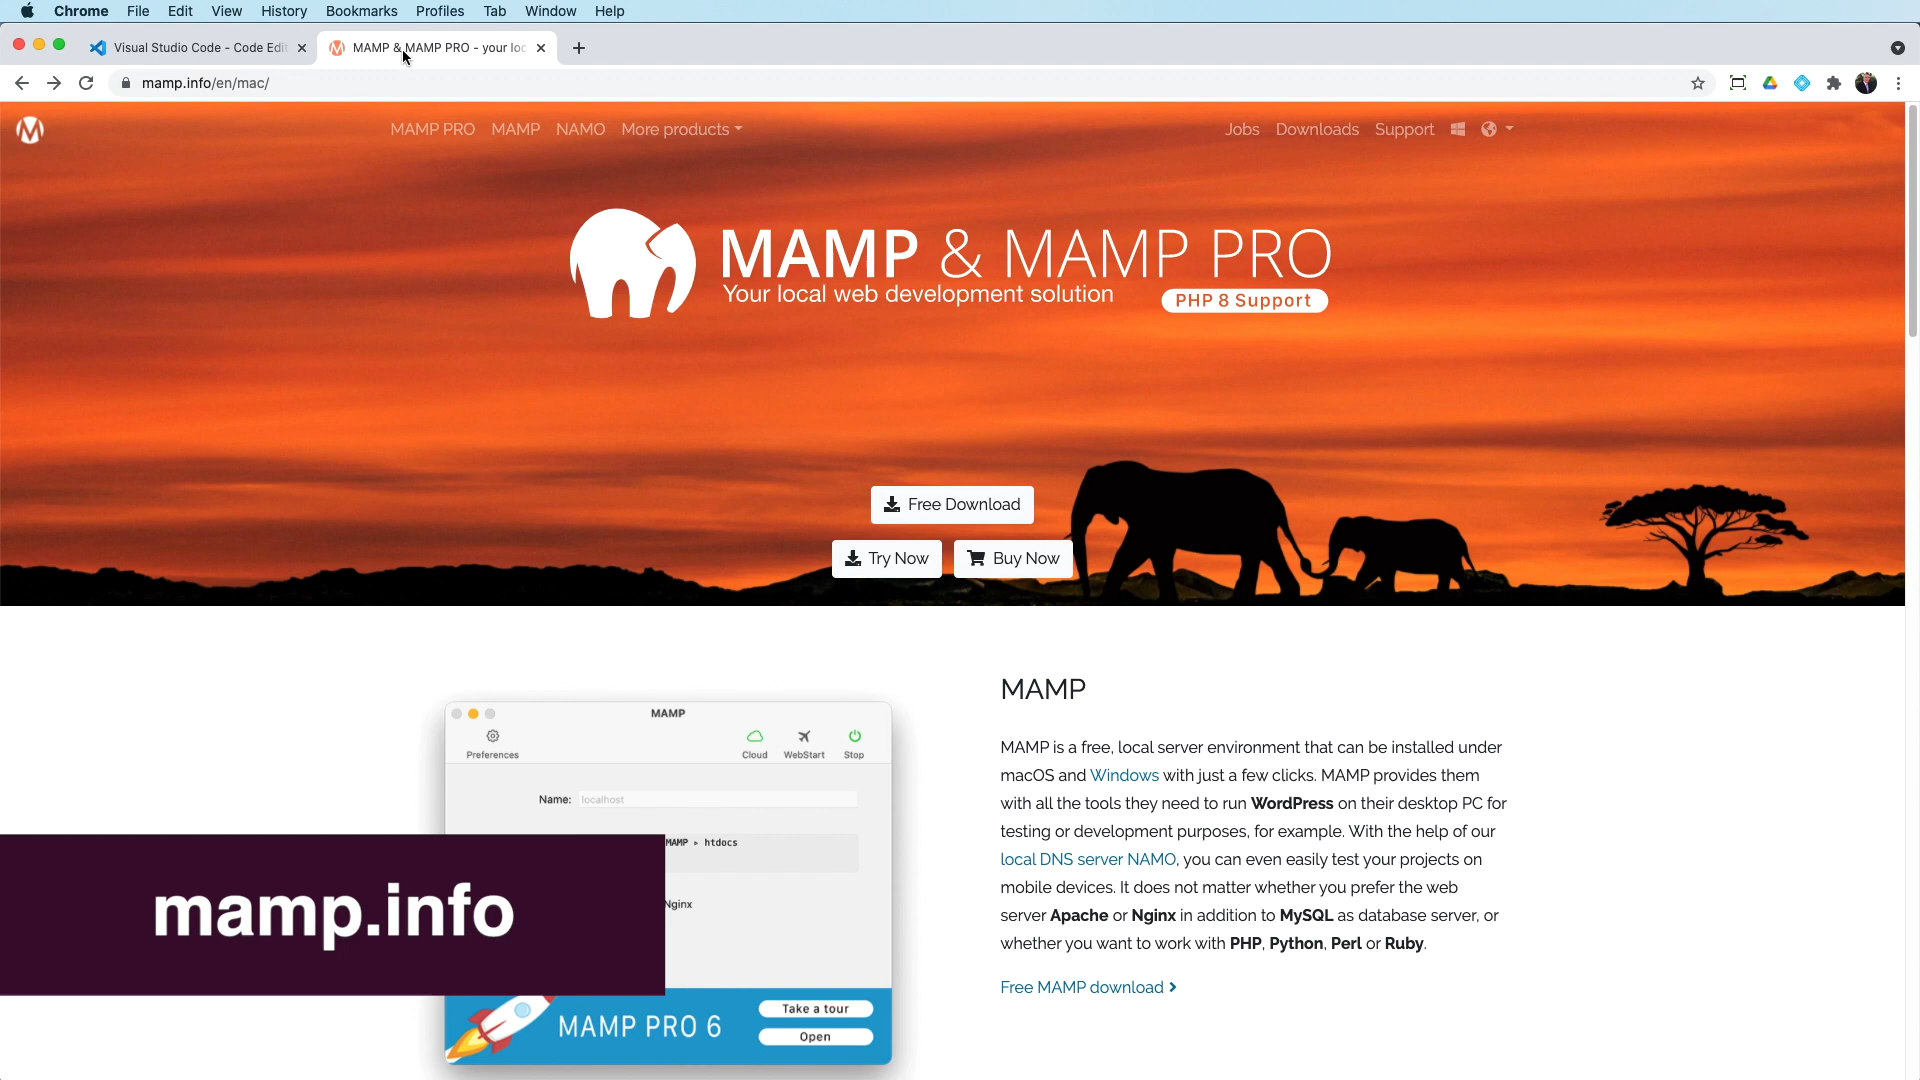 Chrome File Edit View History Bookmarks Profiles Tab Window Help
Visual Studio Code - Code Edit
MAMP & MAMP PRO - your loc
mamp.info/en/mac/
MAMP PRO MAMP NAMO More products
Jobs Downloads Support
MAMP & MAMP PRO
Your local web development solution
PHP 8 Support
Free Download
Try Now
Buy Now
MAMP
Preferences
Cloud WebStart Stop
Name: localhost
MAMP ▸ htdocs
Nginx
mamp.info
MAMP PRO 6
Take a tour
Open
MAMP
MAMP is a free, local server environment that can be installed under
macOS and Windows with just a few clicks. MAMP provides them
with all the tools they need to run WordPress on their desktop PC for
testing or development purposes, for example. With the help of our
local DNS server NAMO, you can even easily test your projects on
mobile devices. It does not matter whether you prefer the web
server Apache or Nginx in addition to MySQL as database server, or
whether you want to work with PHP, Python, Perl or Ruby.
Free MAMP download